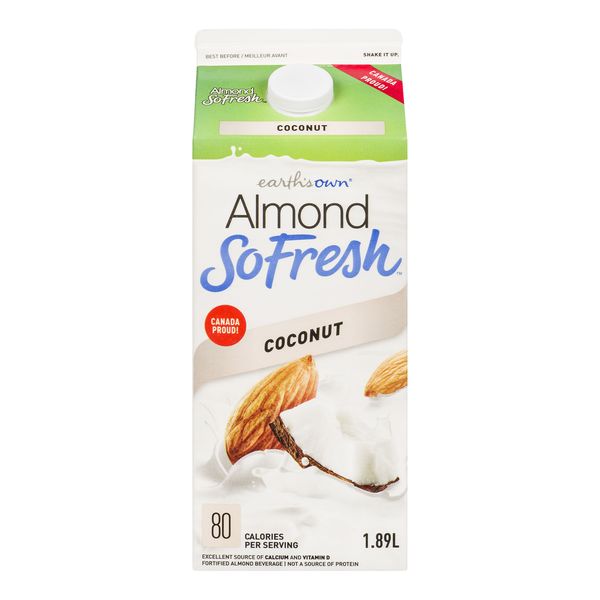 BEST BEFORE / MEILLEUR AVANT
SHAKE IT UP,
Almond
SoFresh
CANADA
PROUD!
COCONUT
earth's own®
Almond
SoFresh™
CANADA
PROUD!
COCONUT
80 CALORIES
PER SERVING
1.89L
EXCELLENT SOURCE OF CALCIUM AND VITAMIN D
FORTIFIED ALMOND BEVERAGE | NOT A SOURCE OF PROTEIN